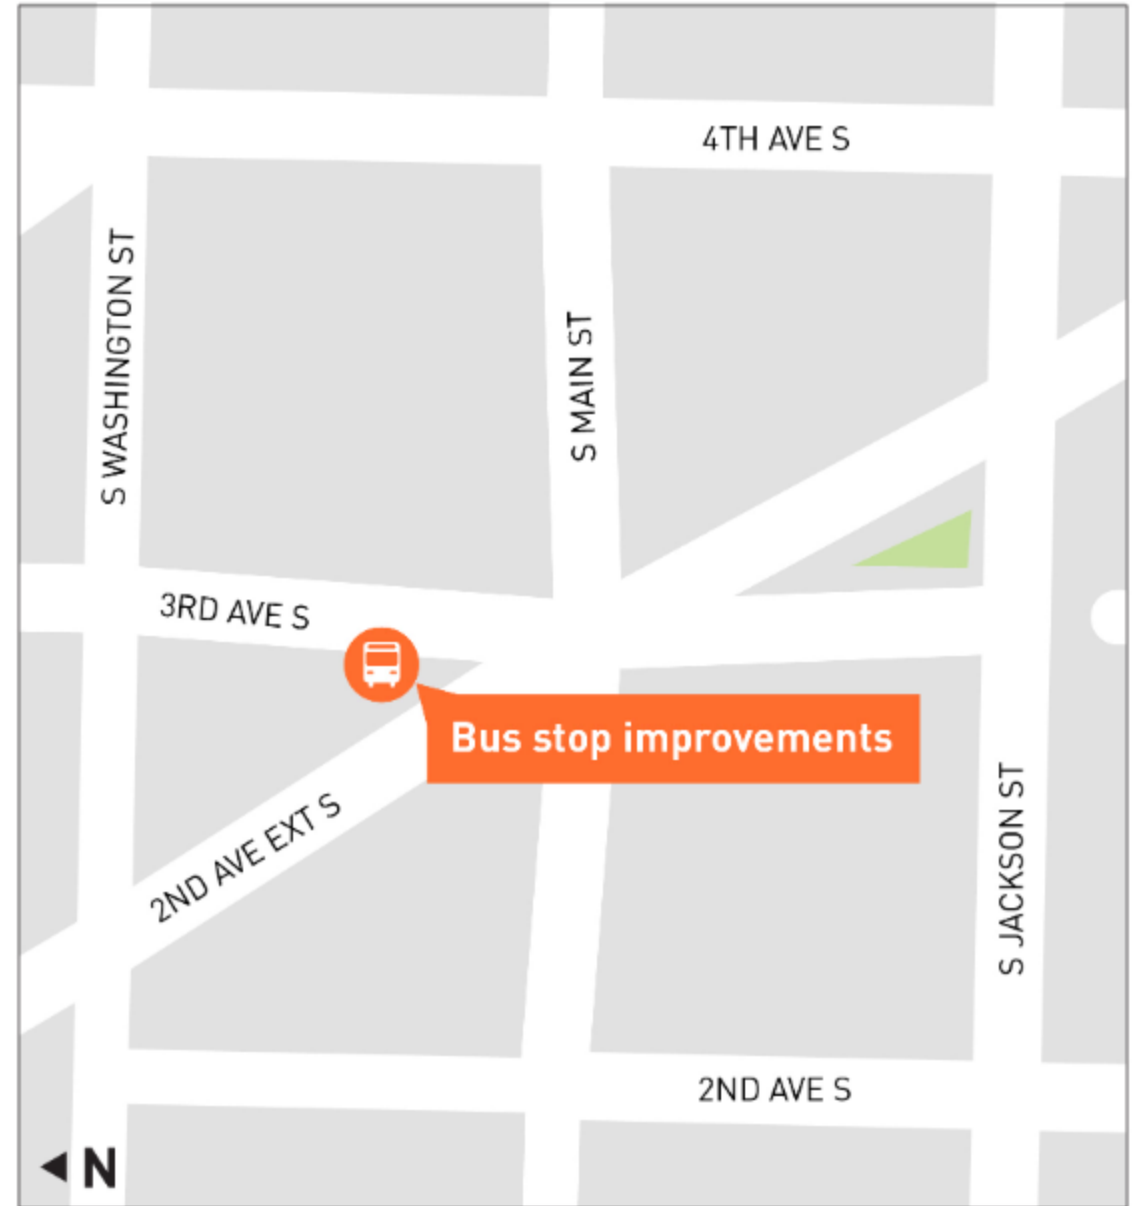 4TH AVE S
S WASHINGTON ST
S MAIN ST
3RD AVE S
Bus stop improvements
2ND AVE EXT S
S JACKSON ST
2ND AVE S
N